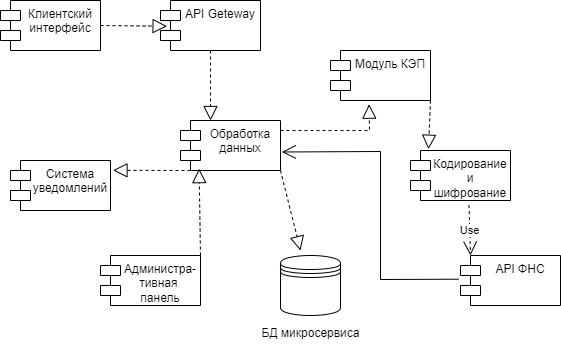 Клиентский
интерфейс
API Geteway
Модуль КЭП
Обработка
данных
Система
уведомлений
Кодирование
и
шифрование
Use
Административ-
тивная
панель
API ФНС
БД микросервиса